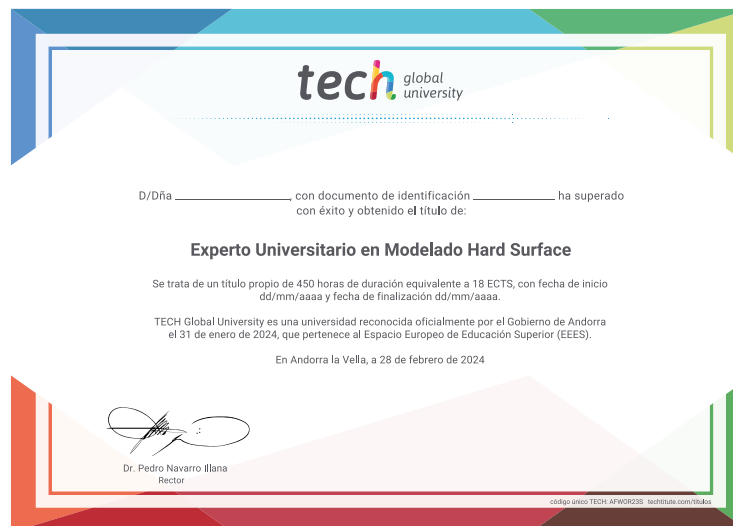 tech global university
D/Dña ____________, con documento de identificación ____________ ha superado
con éxito y obtenido el título de:
Experto Universitario en Modelado Hard Surface
Se trata de un título propio de 450 horas de duración equivalente a 18 ECTS, con fecha de inicio
dd/mm/aaaa y fecha de finalización dd/mm/aaaa.
TECH Global University es una universidad reconocida oficialmente por el Gobierno de Andorra
el 31 de enero de 2024, que pertenece al Espacio Europeo de Educación Superior (EEES).
En Andorra la Vella, a 28 de febrero de 2024
Dr. Pedro Navarro Illana
Rector
código único TECH: AFWOR23S techtitute.com/titulos